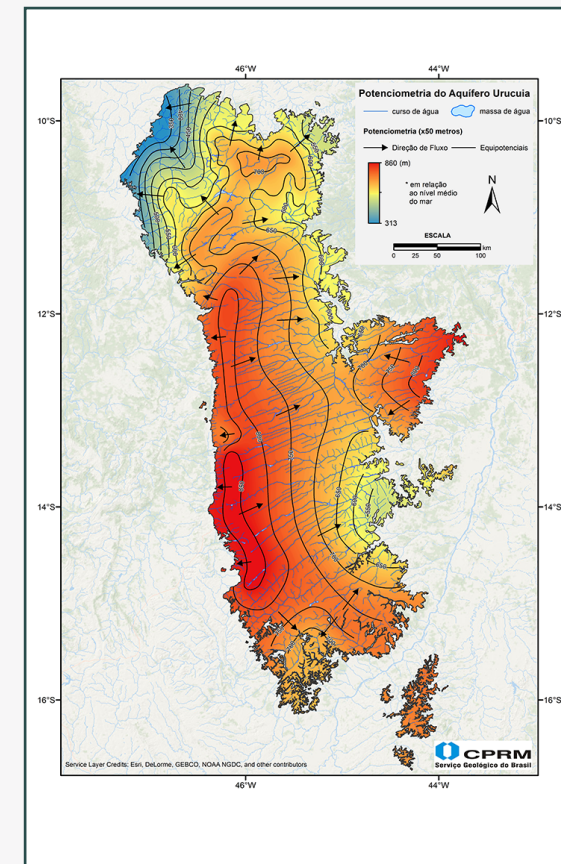 46°W 44°W
Potenciometria do Aquífero Urucuia
curso de água massa de água
Potenciometria (x50 metros)
Direção de Fluxo Equipotenciais
860 (m)
* em relação
ao nível médio
do mar
313
N
ESCALA
km
0 25 50 100
10°S 10°S
12°S 12°S
14°S 14°S
16°S 16°S
700
650
CPRM
Serviço Geológico do Brasil
Service Layer Credits: Esri, DeLorme, GEBCO, NOAA NGDC, and other contributors
46°W 44°W